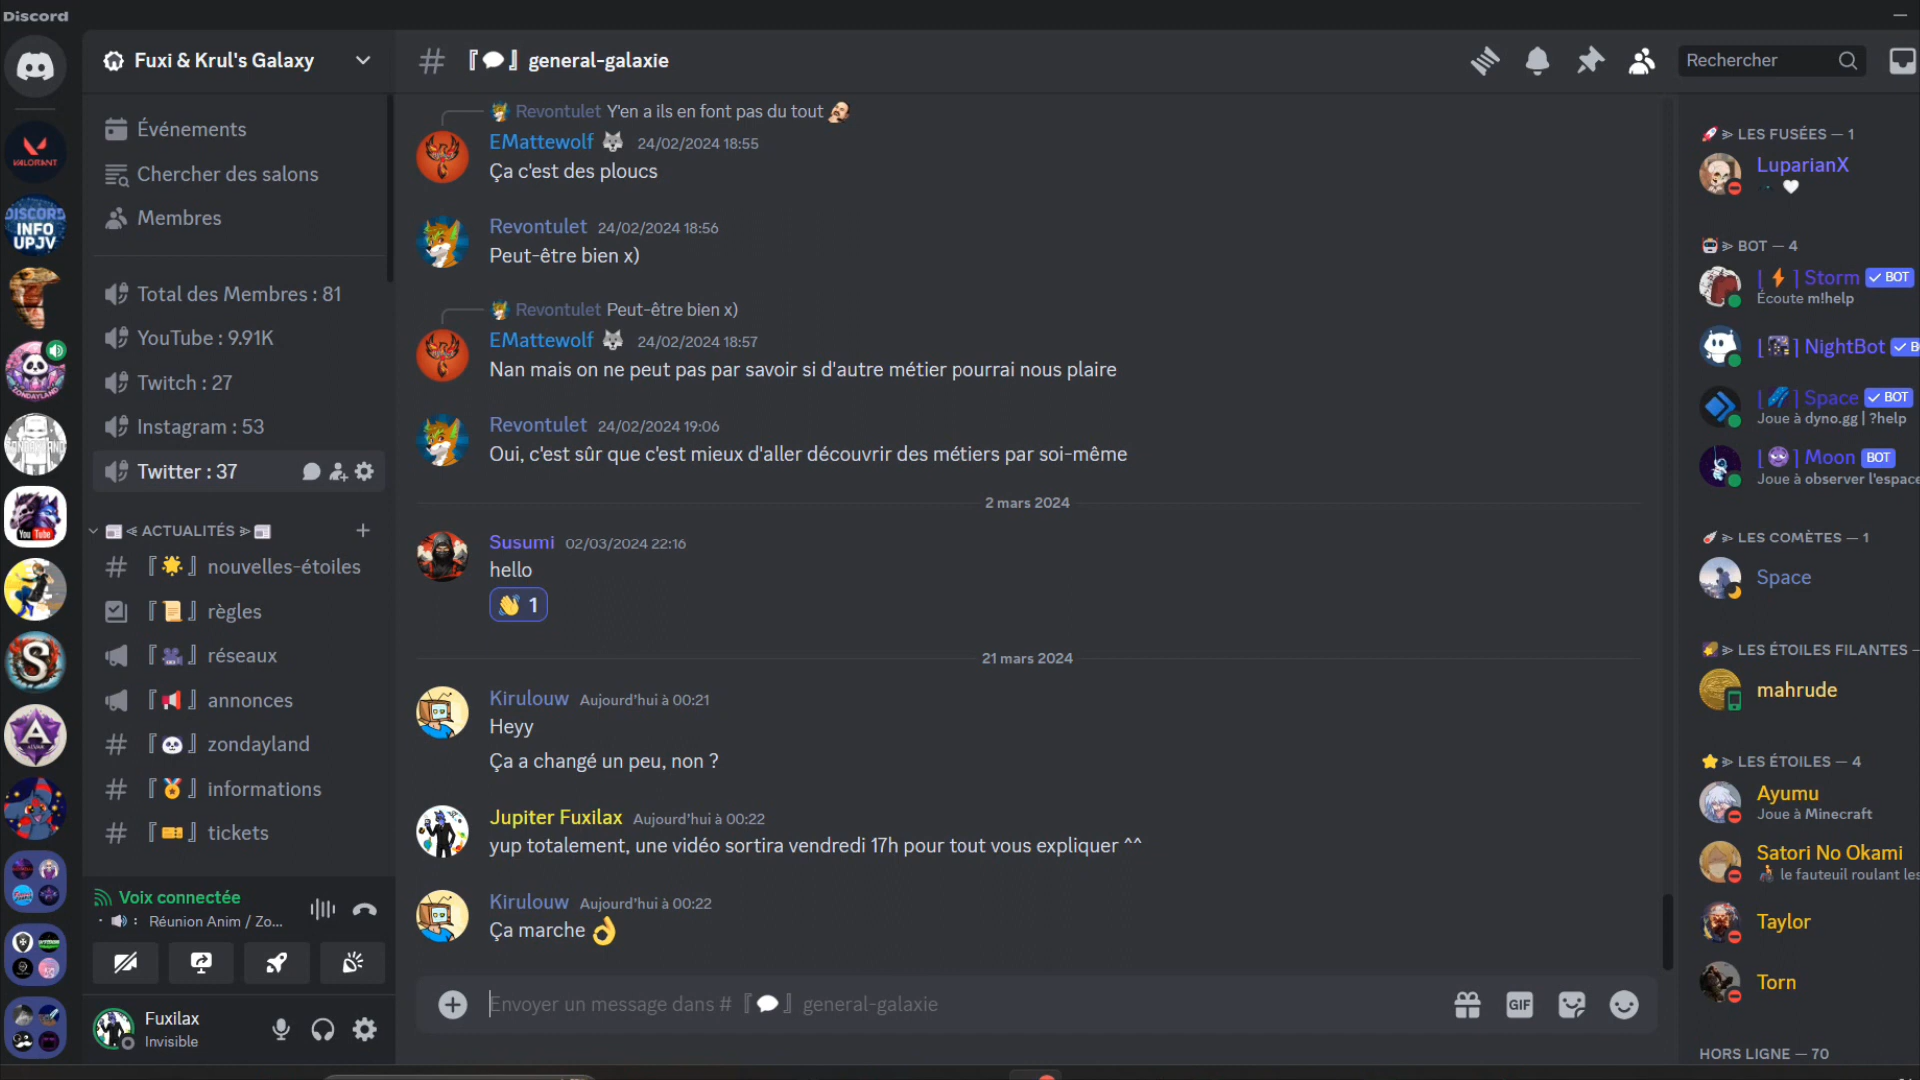 Discord
Fuxi & Krul's Galaxy
Événements
Chercher des salons
Membres
Total des Membres : 81
YouTube : 9.91K
Twitch : 27
Instagram : 53
Twitter : 37
ACTUALITÉS
『🌟』nouvelles-étoiles
『📜』règles
『🎥』réseaux
『📢』annonces
『🐼』zondayland
『🏅』informations
『🎫』tickets
Voix connectée
Réunion Anim / Zo...
Fuxilax
Invisible
VALORANT
DISCORD
INFO
UPJV
ZONDAYLAND
You Tube
S
A
『💬』general-galaxie
Rechercher
Revontulet Y'en a ils en font pas du tout
EMattewolf 🐺 24/02/2024 18:55
Ça c'est des ploucs
Revontulet 24/02/2024 18:56
Peut-être bien x)
Revontulet Peut-être bien x)
EMattewolf 🐺 24/02/2024 18:57
Nan mais on ne peut pas par savoir si d'autre métier pourrai nous plaire
Revontulet 24/02/2024 19:06
Oui, c'est sûr que c'est mieux d'aller découvrir des métiers par soi-même
2 mars 2024
Susumi 02/03/2024 22:16
hello
👋 1
21 mars 2024
Kirulouw Aujourd'hui à 00:21
Heyy
Ça a changé un peu, non ?
Jupiter Fuxilax Aujourd'hui à 00:22
yup totalement, une vidéo sortira vendredi 17h pour tout vous expliquer ^^
Kirulouw Aujourd'hui à 00:22
Ça marche 👌
Envoyer un message dans #『💬』general-galaxie
GIF
🚀 ⋗ LES FUSÉES — 1
LuparianX
🤍
🤖 ⋗ BOT — 4
[⚡] Storm ✓ BOT
Écoute m!help
[🌃] NightBot ✓ B
[🌌] Space ✓ BOT
Joue à dyno.gg | ?help
[🌚] Moon BOT
Joue à observer l'espace
☄ ⋗ LES COMÈTES — 1
Space
🌠 ⋗ LES ÉTOILES FILANTES —
mahrude
⭐ ⋗ LES ÉTOILES — 4
Ayumu
Joue à Minecraft
Satori No Okami
le fauteuil roulant les
Taylor
Torn
HORS LIGNE — 70